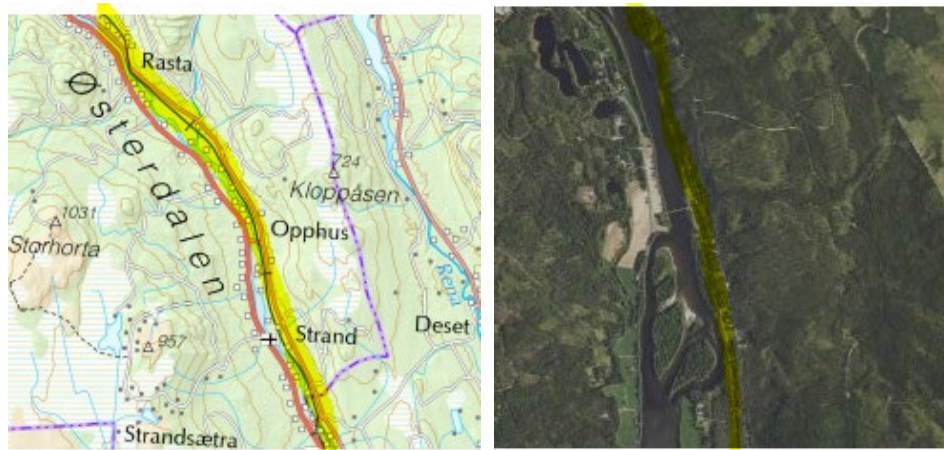 Rasta
Østerdalen
724
Kloppåsen
1031
Storhorta
Opphus
Rena
Strand
Deset
957
Strandsætra